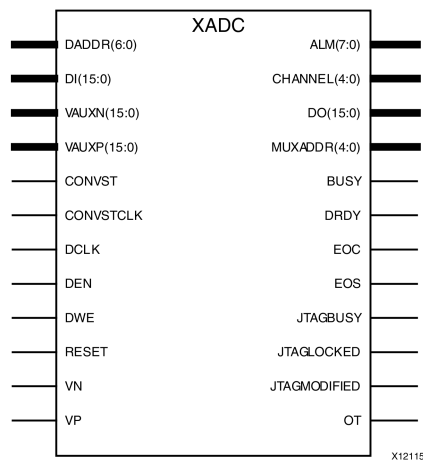 XADC
DADDR(6:0) ALM(7:0)
DI(15:0) CHANNEL(4:0)
VAUXN(15:0) DO(15:0)
VAUXP(15:0) MUXADDR(4:0)
CONVST BUSY
CONVSTCLK DRDY
DCLK EOC
DEN EOS
DWE JTAGBUSY
RESET JTAGLOCKED
VN JTAGMODIFIED
VP OT
X12115